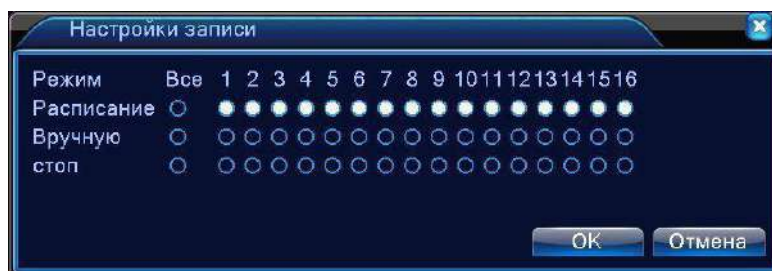 Настройки записи
Режим Все 1 2 3 4 5 6 7 8 9 10 11 12 13 14 15 16
Расписание
Вручную
стоп
OK Отмена